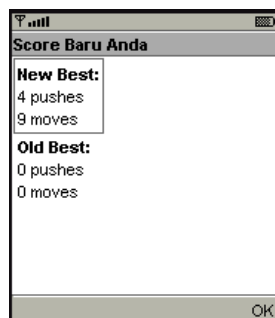 Score Baru Anda
New Best:
4 pushes
9 moves
Old Best:
0 pushes
0 moves
OK